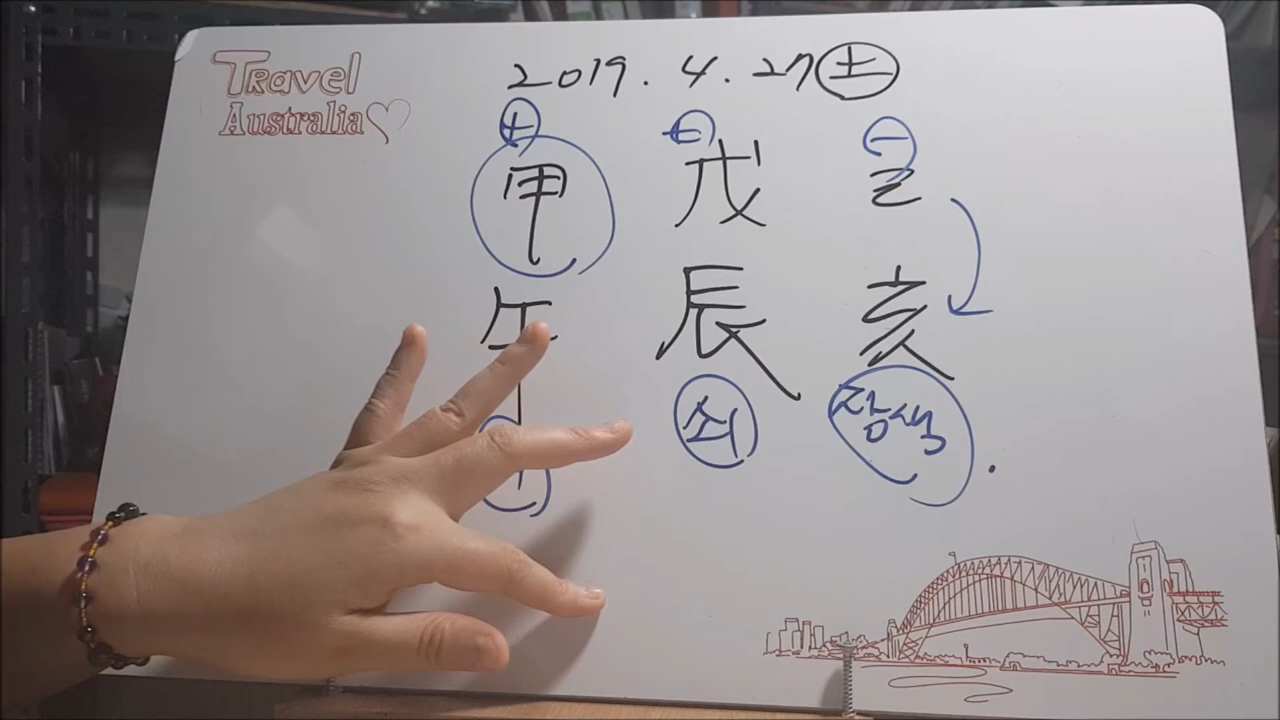 Travel
Australia
2019.4.27 土
甲 戊 己
午 辰 亥
쇠 장생